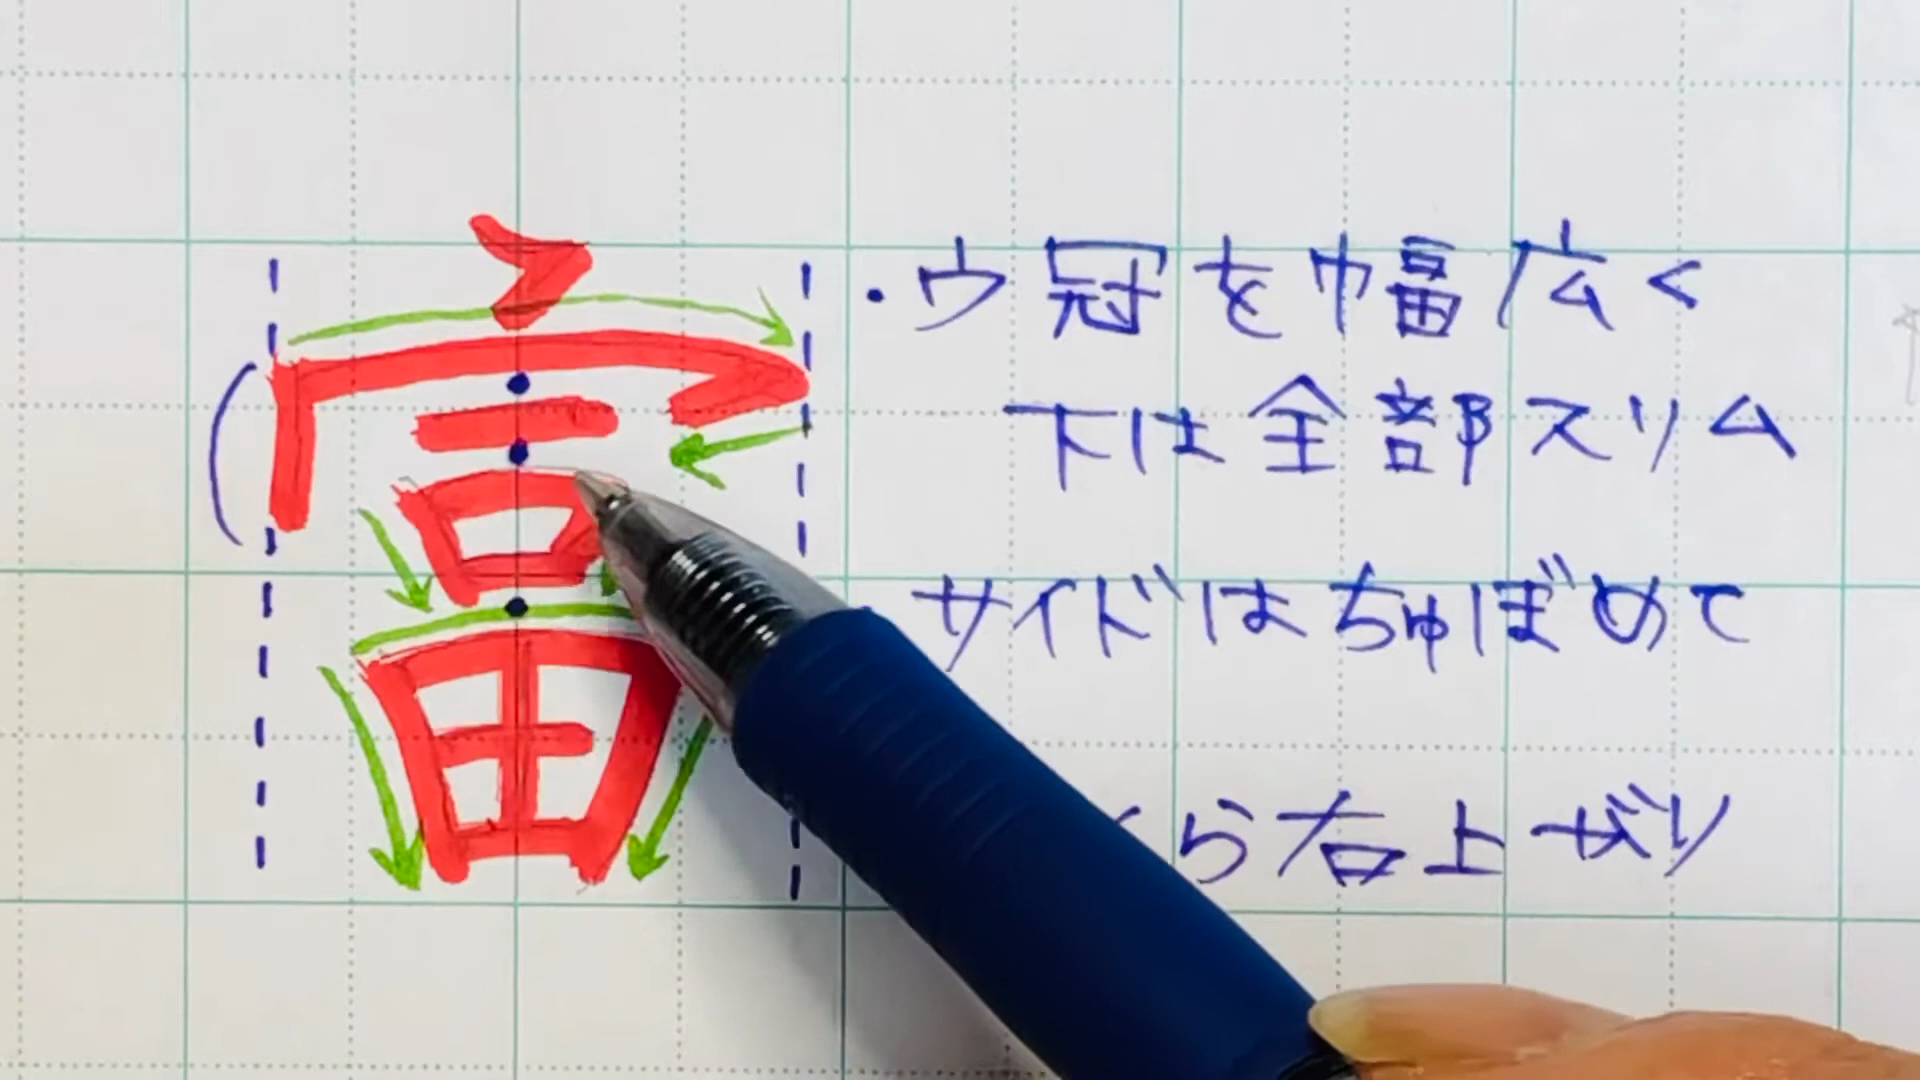 富
・ウ冠を幅広く
下は全部スリム
サイドはちゅぼめて
ら右上がり